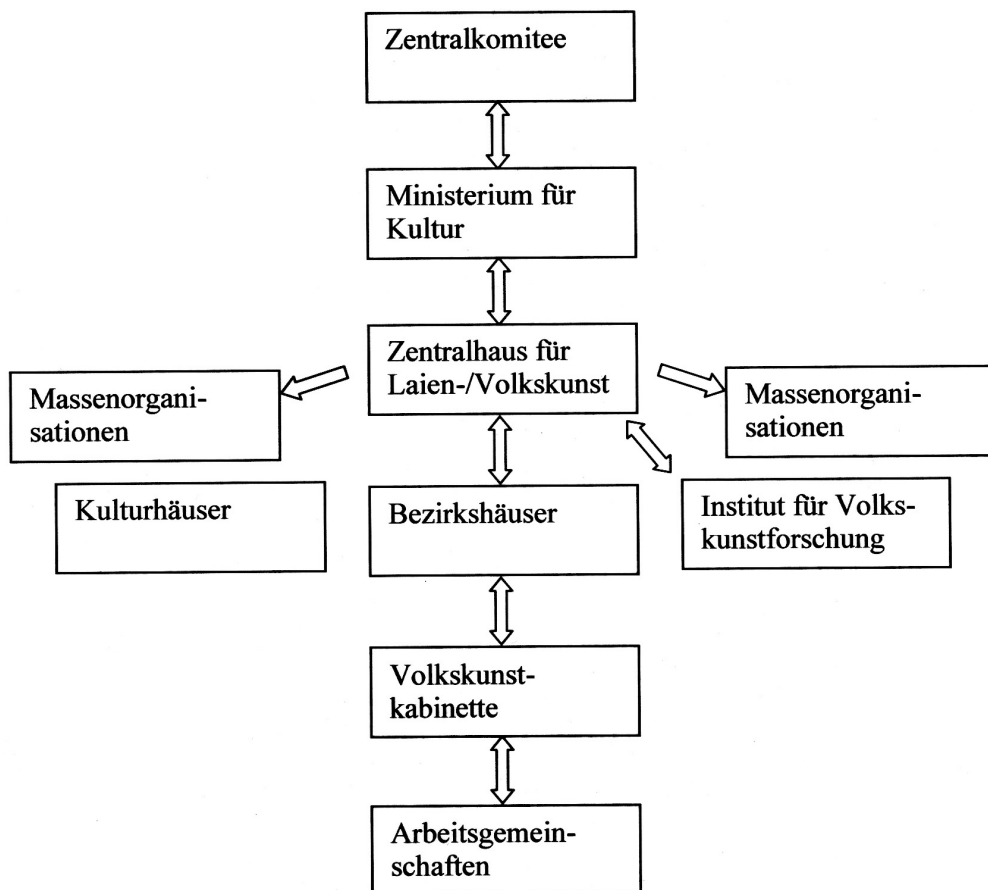 Zentralkomitee
Ministerium für
Kultur
Zentralhaus für
Laien-/Volkskunst
Massenorgani-
sationen
Massenorgani-
sationen
Kulturhäuser
Bezirkshäuser
Institut für Volks-
kunstforschung
Volkskunst-
kabinette
Arbeitsgemein-
schaften